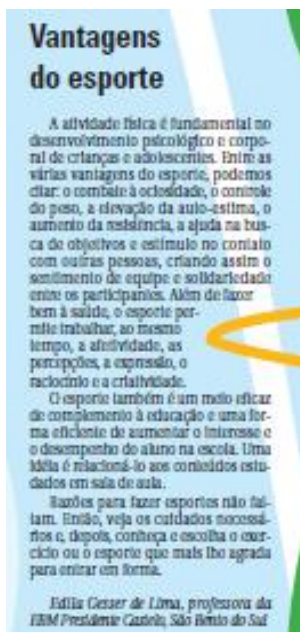 Vantagens
do esporte
A atividade física é fundamental no
desenvolvimento psicológico e corpo-
ral de crianças e adolescentes. Entre as
várias vantagens do esporte, podemos
citar: o combate à ociosidade, o controle
do peso, a elevação da auto-estima, o
aumento da resistência, a ajuda na bus-
ca de objetivos e estímulo no contato
com outras pessoas, criando assim o
sentimento de equipe e solidariedade
entre os participantes. Além de fazer
bem à saúde, o esporte per-
mite trabalhar, ao mesmo
tempo, a afetividade, as
percepções, a expressão, o
raciocínio e a criatividade.
O esporte também é um meio eficaz
de complemento à educação e uma for-
ma eficiente de aumentar o interesse e
o desempenho do aluno na escola. Uma
idéia é relacioná-lo aos conteúdos estu-
dados em sala de aula.
Razões para fazer esportes não fal-
tam. Então, veja os cuidados necessá-
rios e, depois, conheça e escolha o exer-
cício ou o esporte que mais lhe agrada
para entrar em forma.
Edila Gesser de Lima, professora da
EBM Presidente Castelo, São Bento do Sul